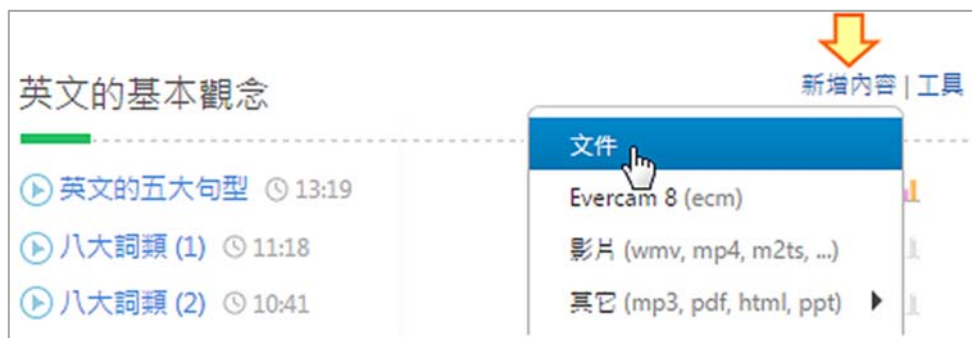 新增內容 | 工具
英文的基本觀念
文件
英文的五大句型 13:19
Evercam 8 (ecm)
八大詞類 (1) 11:18
影片 (wmv, mp4, m2ts, ...)
八大詞類 (2) 10:41
其它 (mp3, pdf, html, ppt)